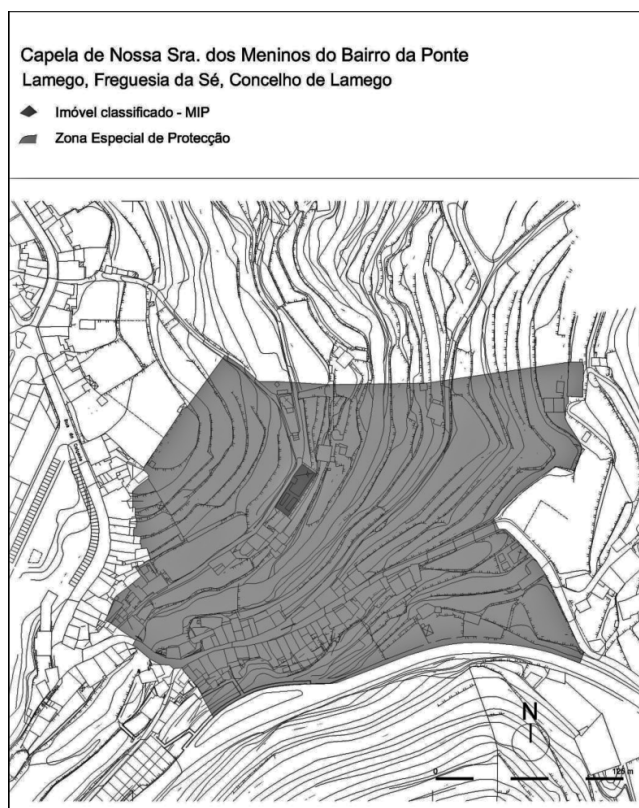 Capela de Nossa Sra. dos Meninos do Bairro da Ponte
Lamego, Freguesia da Sé, Concelho de Lamego
Imóvel classificado - MIP
Zona Especial de Protecção
N
0
125 m